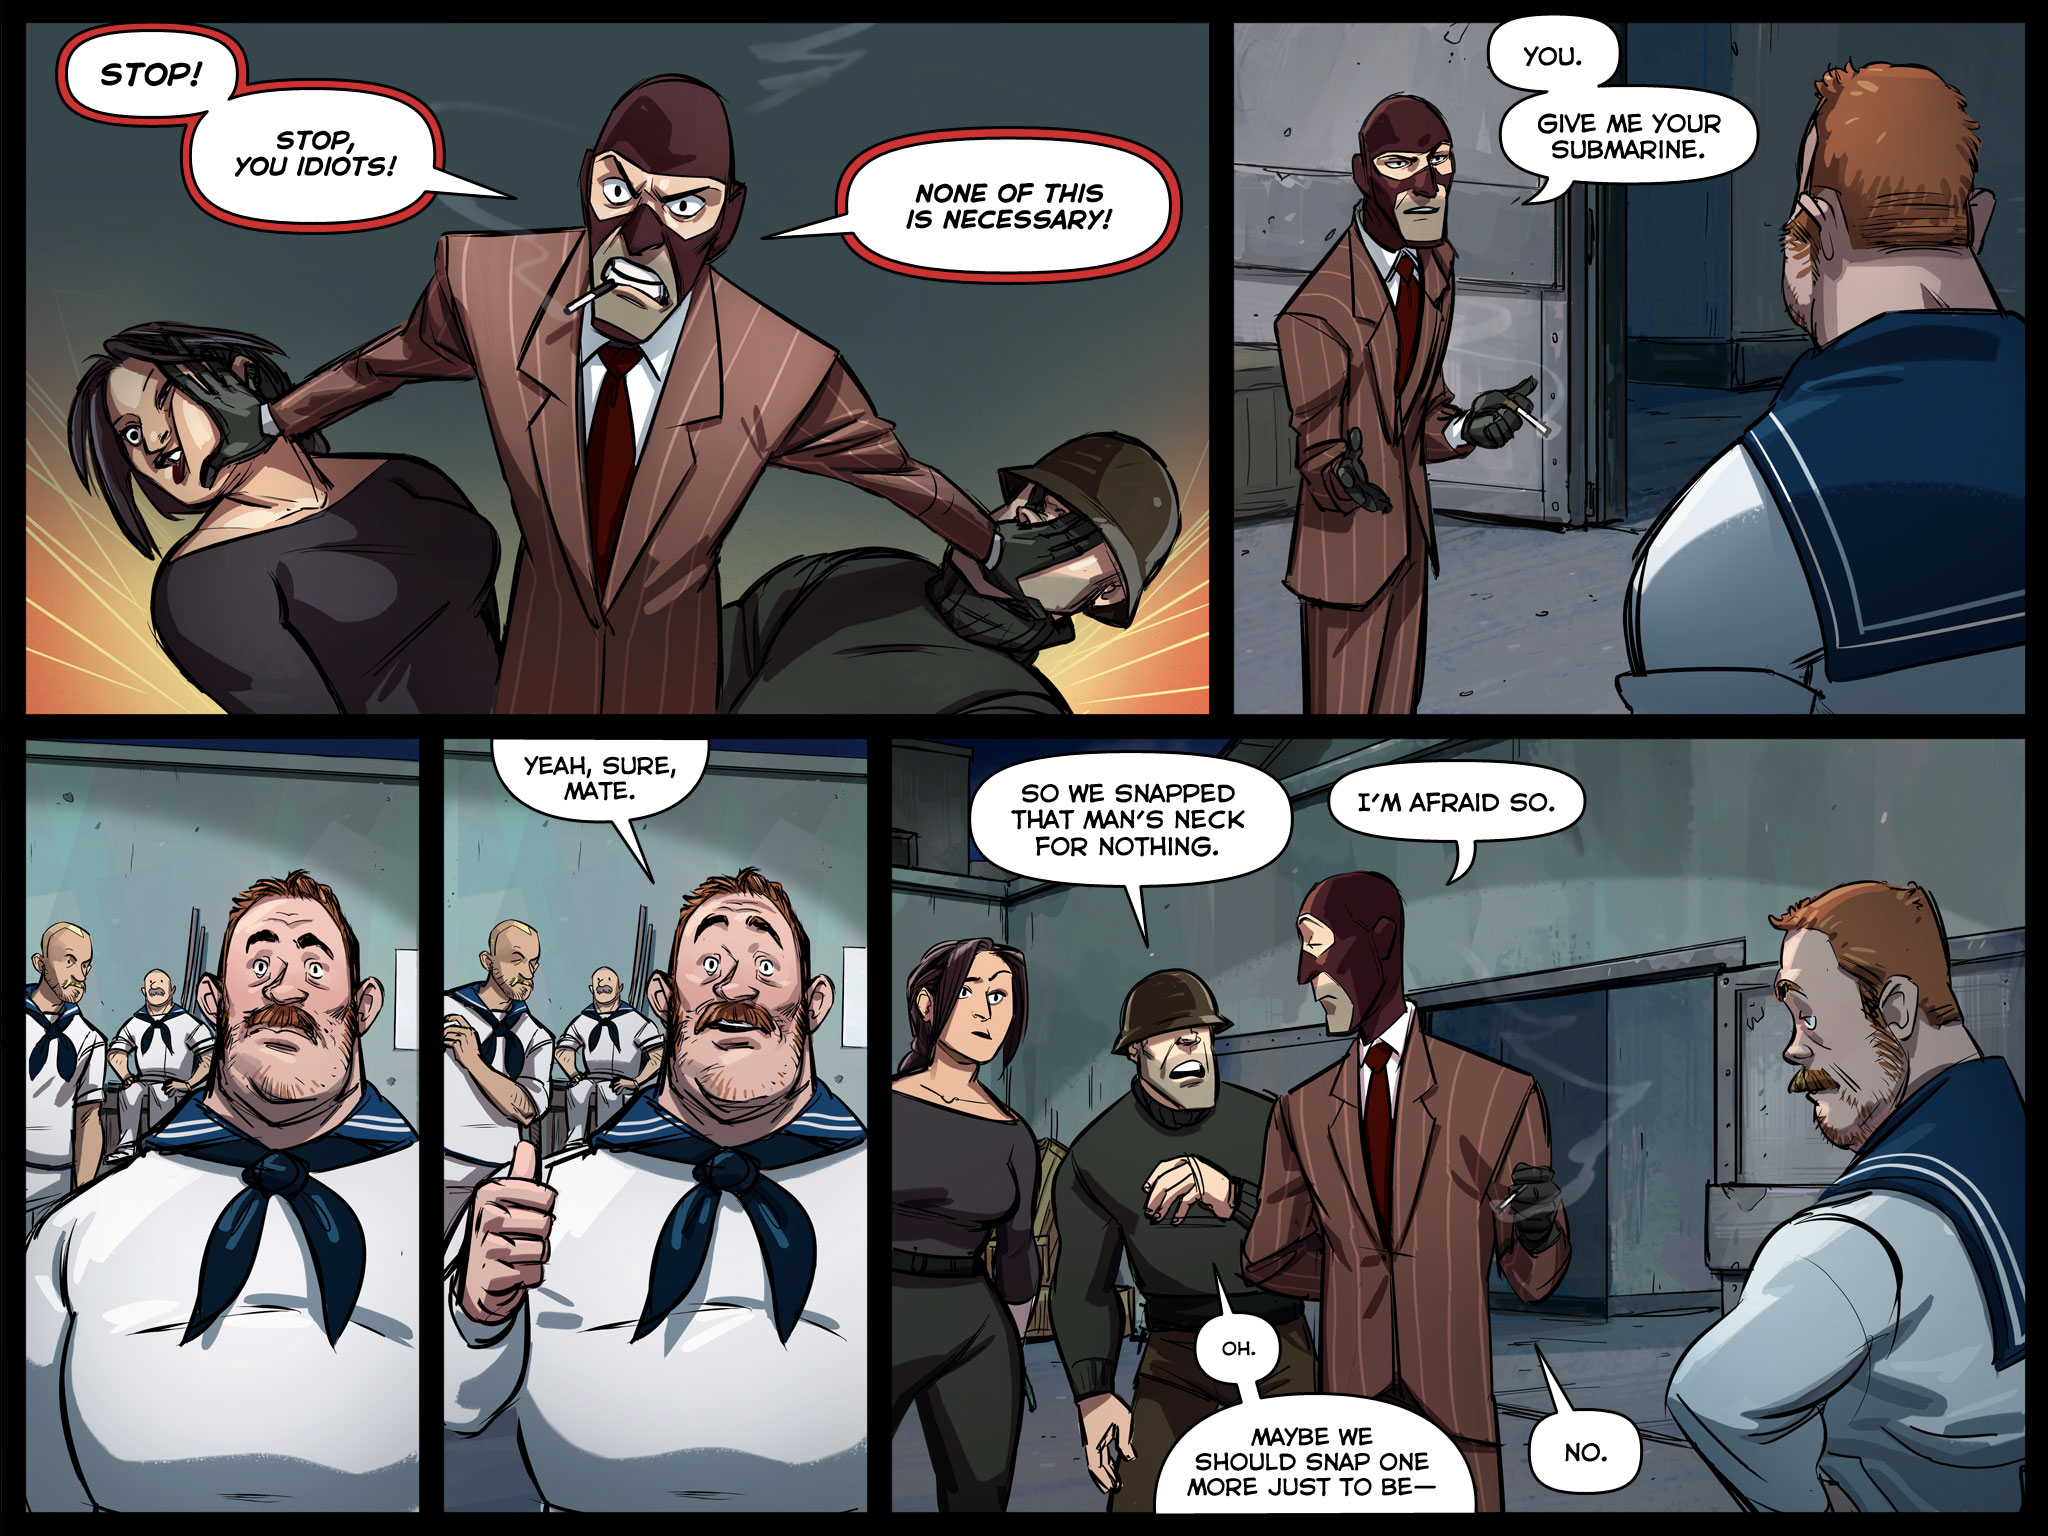 STOP!
STOP,
YOU IDIOTS!
NONE OF THIS
IS NECESSARY!
YOU.
GIVE ME YOUR
SUBMARINE.
YEAH, SURE,
MATE.
SO WE SNAPPED
THAT MAN'S NECK
FOR NOTHING.
I'M AFRAID SO.
OH.
MAYBE WE
SHOULD SNAP ONE
MORE JUST TO BE—
NO.